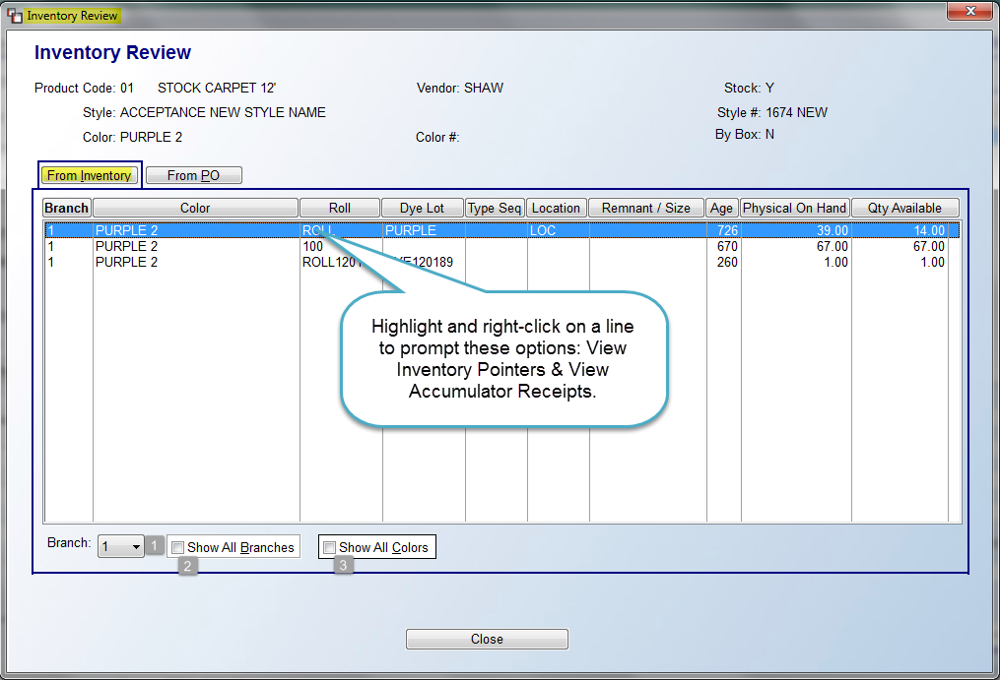 Inventory Review
Inventory Review
Product Code: 01 STOCK CARPET 12' Vendor: SHAW Stock: Y
Style: ACCEPTANCE NEW STYLE NAME Style #: 1674 NEW
Color: PURPLE 2 Color #: By Box: N
From Inventory From PO
Branch Color Roll Dye Lot Type Seq Location Remnant / Size Age Physical On Hand Qty Available
1 PURPLE 2 ROLL PURPLE LOC 726 39.00 14.00
1 PURPLE 2 100 670 67.00 67.00
1 PURPLE 2 260 1.00 1.00
Highlight and right-click on a line
to prompt these options: View
Inventory Pointers & View
Accumulator Receipts.
Branch: 1 1 Show All Branches Show All Colors
2 3
Close